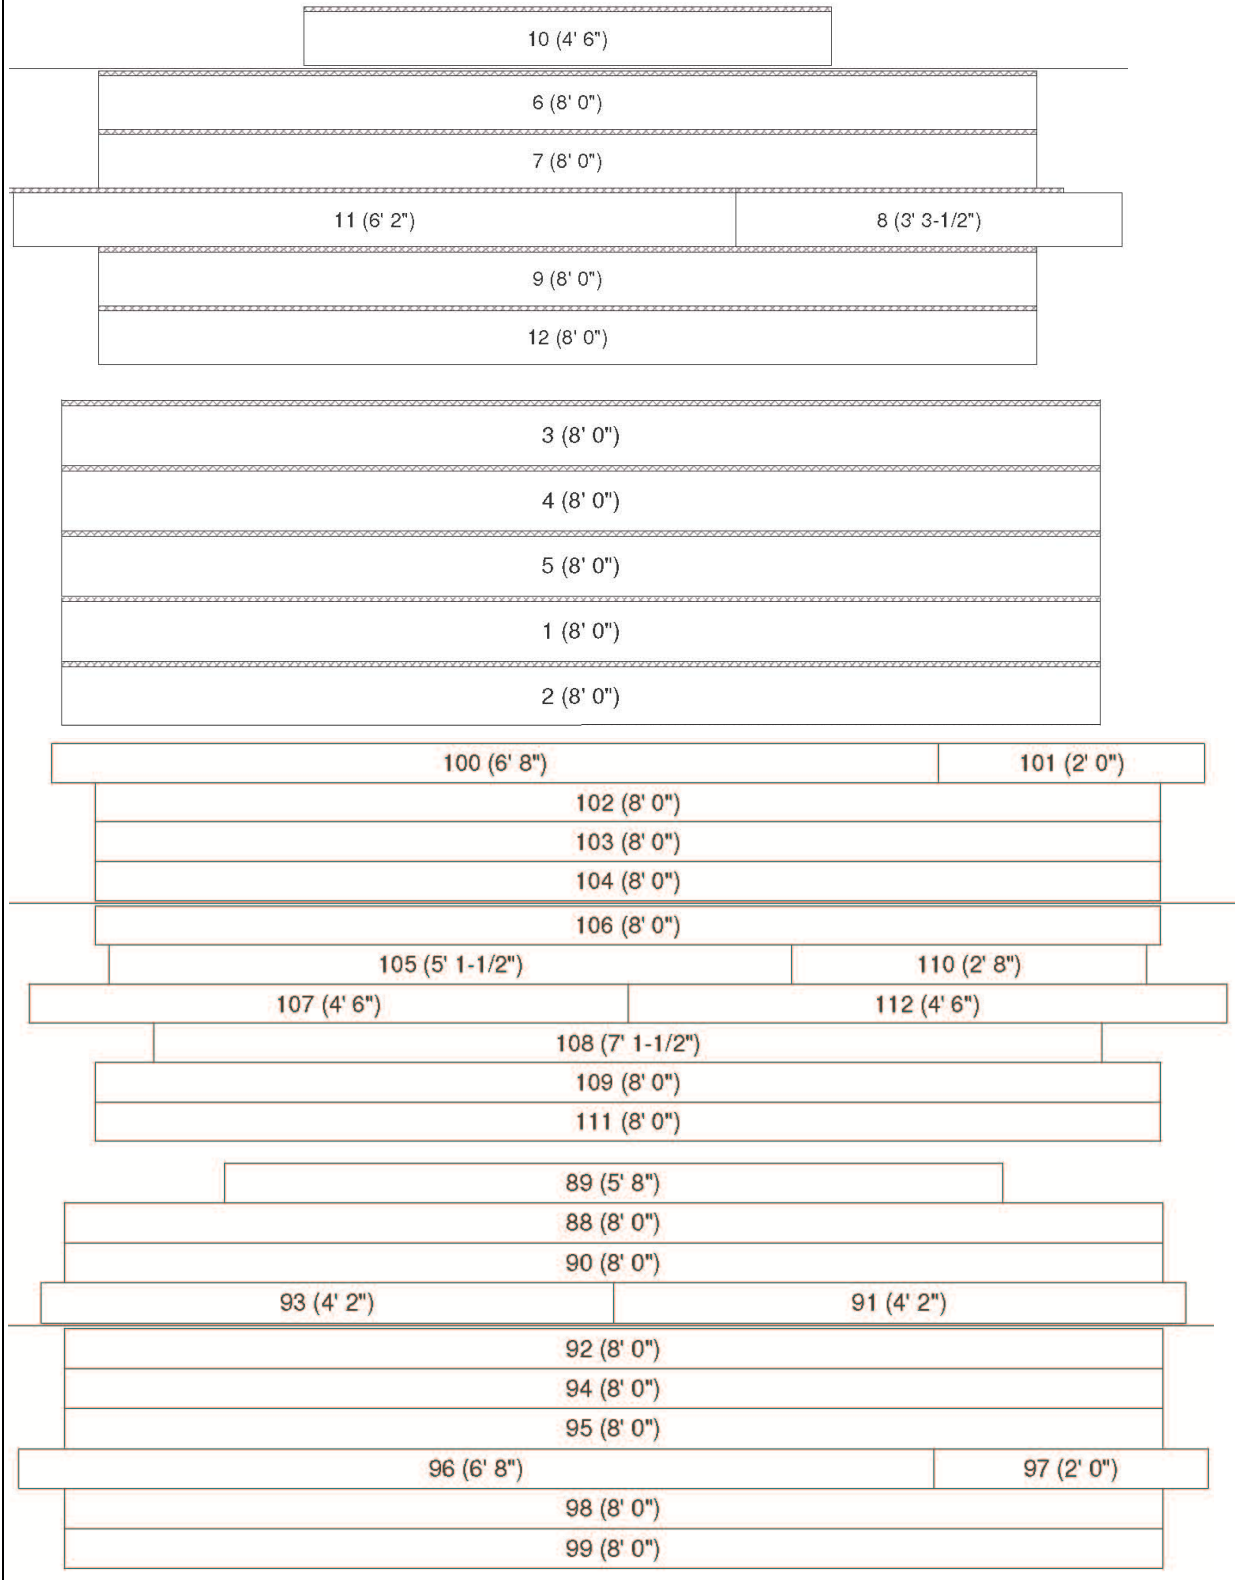 10 (4' 6")
6 (8' 0")
7 (8' 0")
11 (6' 2") 8 (3' 3-1/2")
9 (8' 0")
12 (8' 0")
3 (8' 0")
4 (8' 0")
5 (8' 0")
1 (8' 0")
2 (8' 0")
100 (6' 8") 101 (2' 0")
102 (8' 0")
103 (8' 0")
104 (8' 0")
106 (8' 0")
105 (5' 1-1/2") 110 (2' 8")
107 (4' 6") 112 (4' 6")
108 (7' 1-1/2")
109 (8' 0")
111 (8' 0")
89 (5' 8")
88 (8' 0")
90 (8' 0")
93 (4' 2") 91 (4' 2")
92 (8' 0")
94 (8' 0")
95 (8' 0")
96 (6' 8") 97 (2' 0")
98 (8' 0")
99 (8' 0")